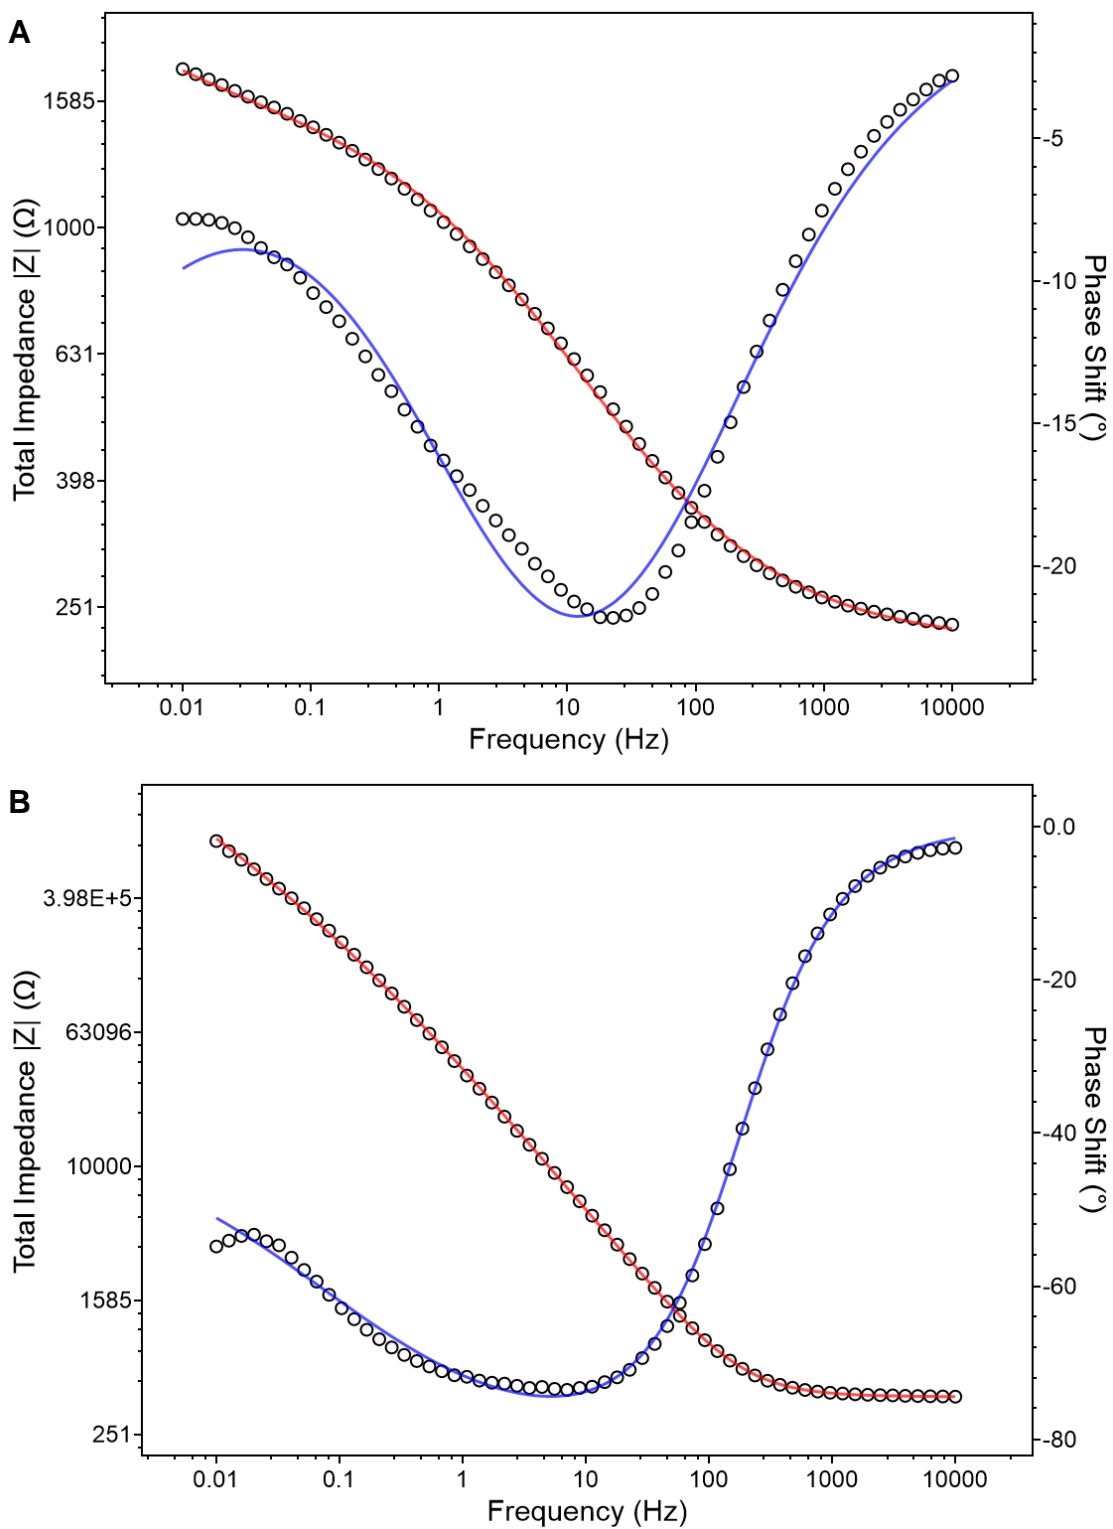 A
1585
1000
631
398
251
Total Impedance |Z| (Ω)
-5
-10
-15
-20
Phase Shift (°)
0.01 0.1 1 10 100 1000 10000
Frequency (Hz)
B
3.98E+5
63096
10000
1585
251
Total Impedance |Z| (Ω)
0.0
-20
-40
-60
-80
Phase Shift (°)
0.01 0.1 1 10 100 1000 10000
Frequency (Hz)